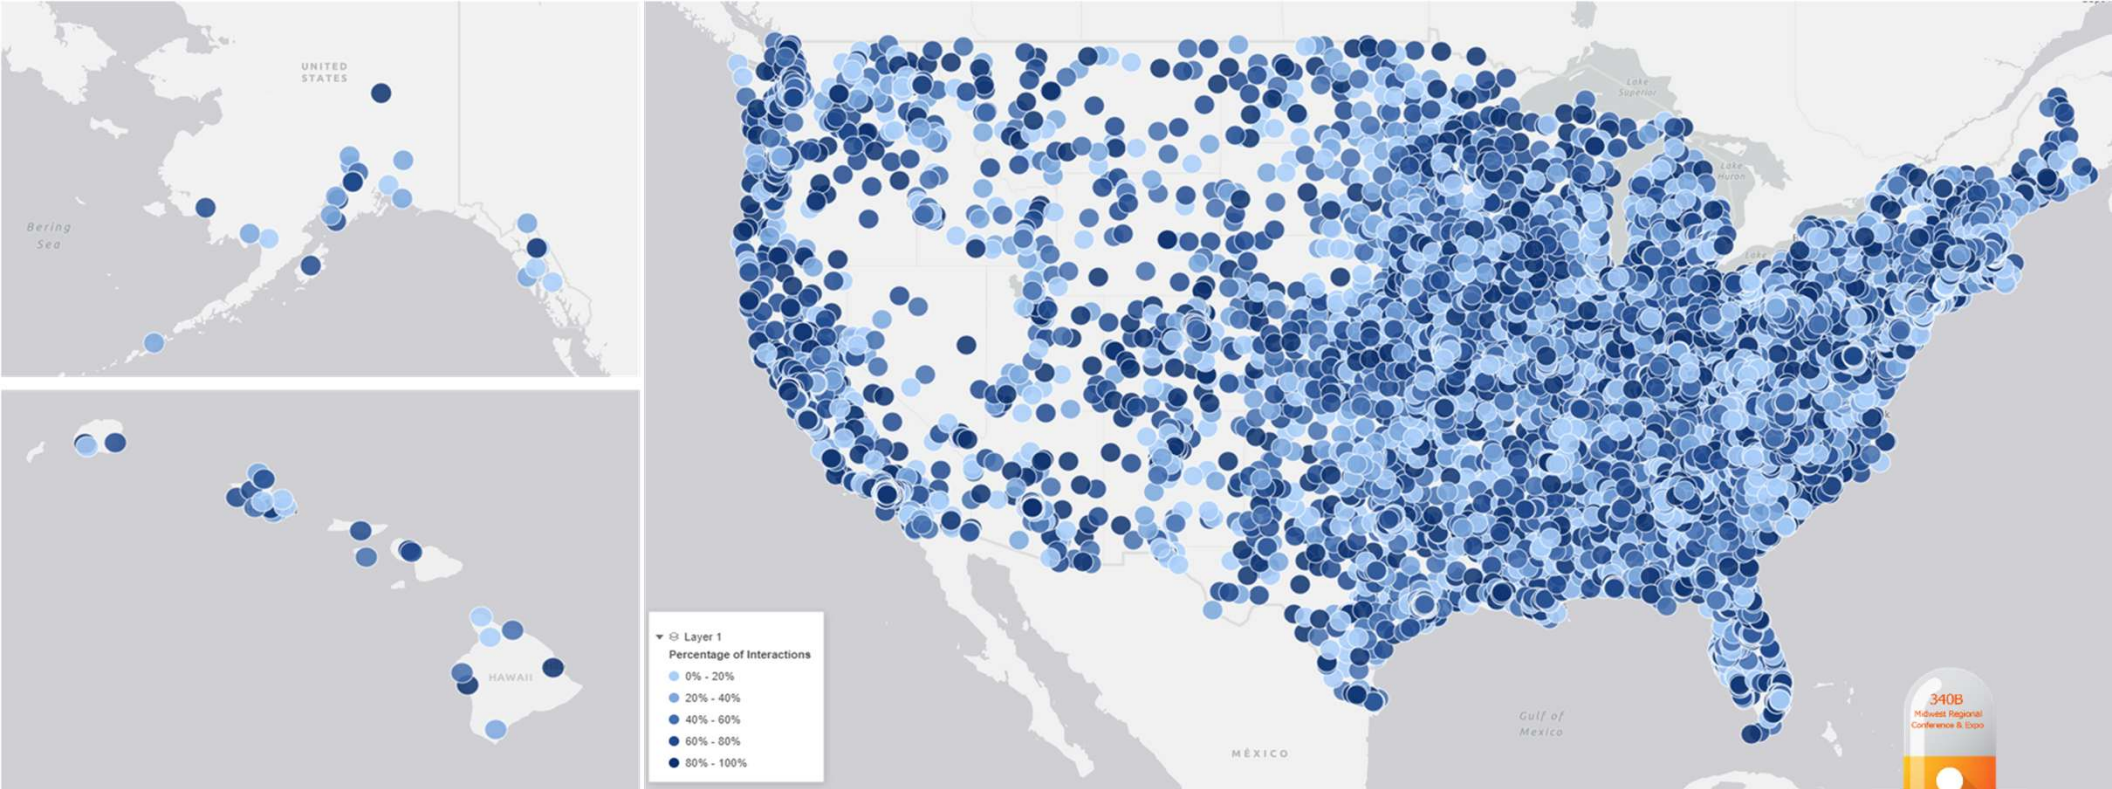 UNITED
STATES
Bering
Sea
HAWAII
Lake
Superior
Lake
Huron
Lake
Gulf of
Mexico
MÉXICO
Layer 1
Percentage of Interactions
0% - 20%
20% - 40%
40% - 60%
60% - 80%
80% - 100%
340B
Midwest Regional
Conference & Expo